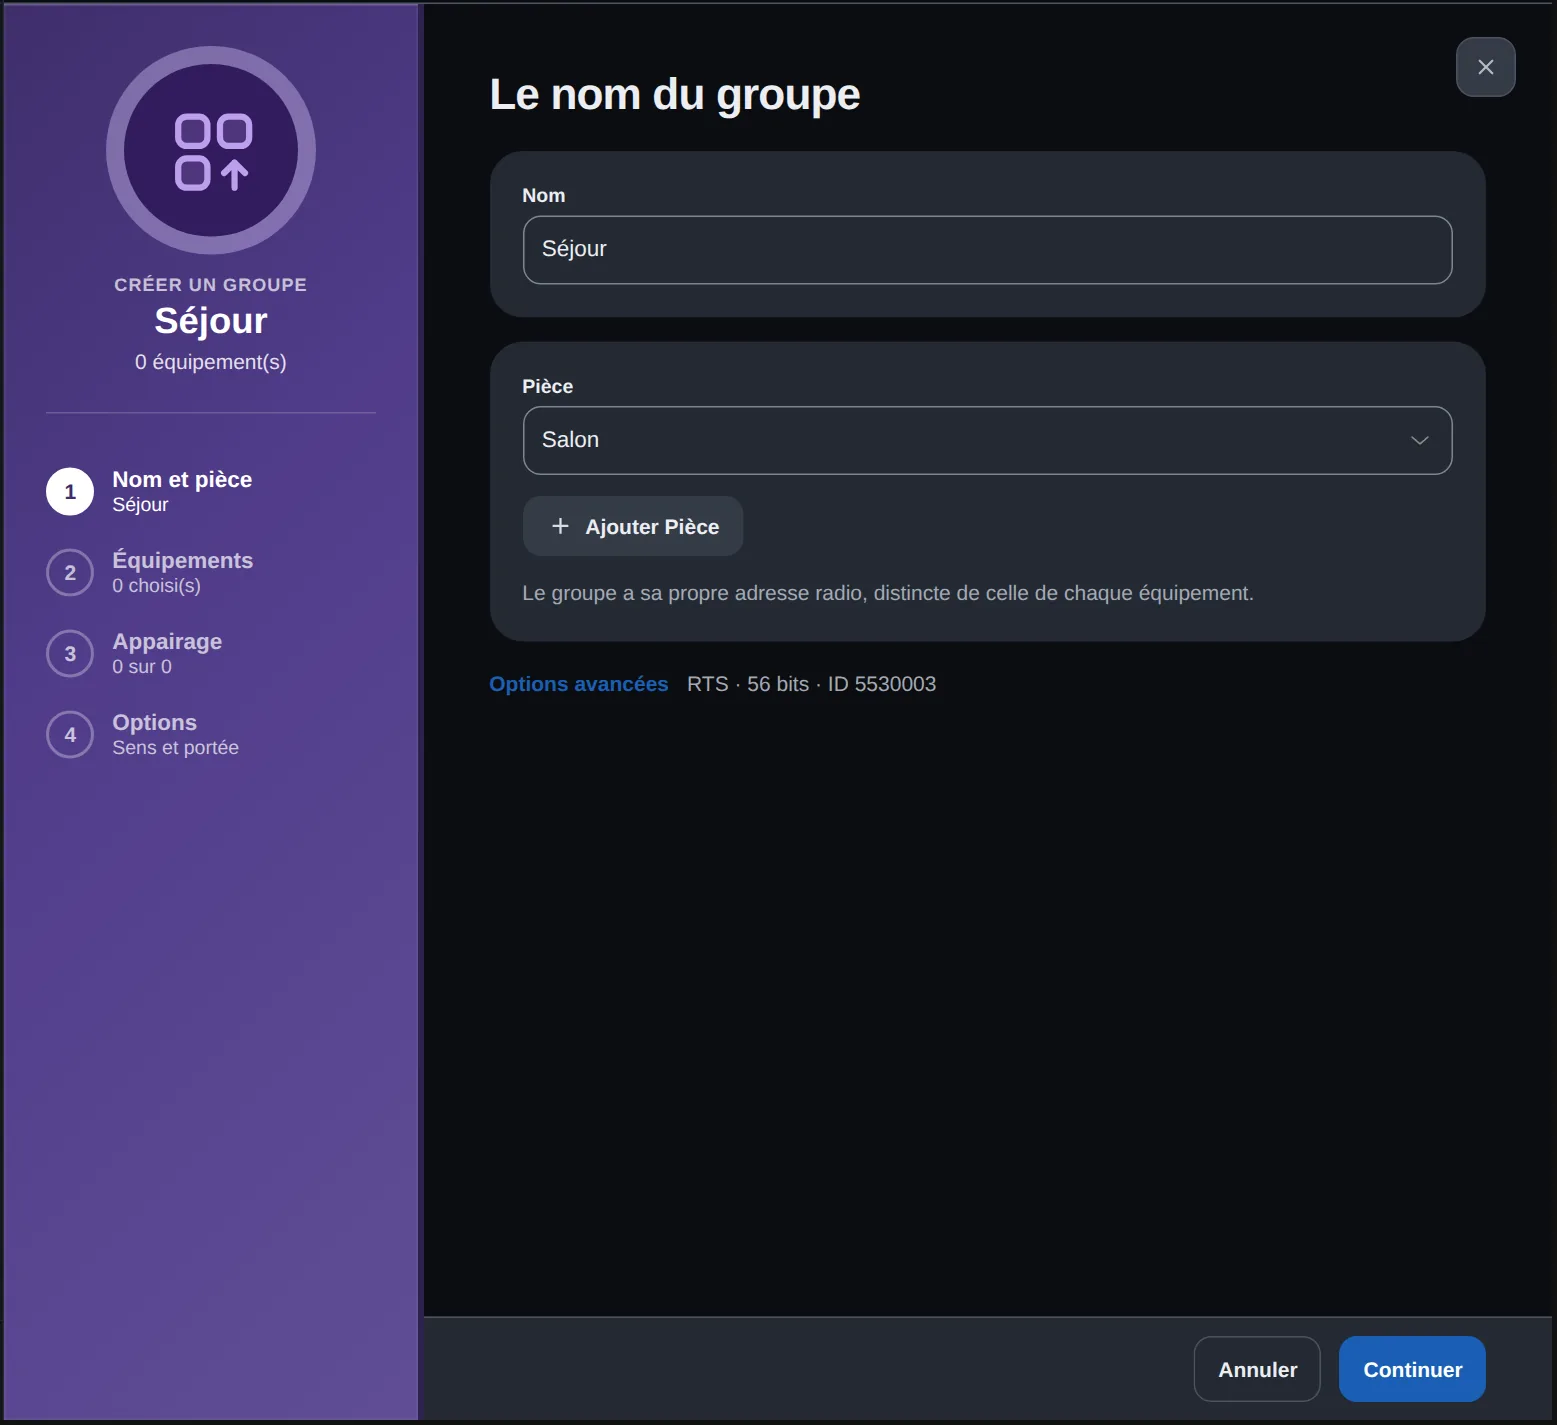 CRÉER UN GROUPE
Séjour
0 équipement(s)
1
Nom et pièce
Séjour
2
Équipements
0 choisi(s)
3
Appairage
0 sur 0
4
Options
Sens et portée
Le nom du groupe
Nom
Séjour
Pièce
Salon
Ajouter Pièce
Le groupe a sa propre adresse radio, distincte de celle de chaque équipement.
Options avancées RTS · 56 bits · ID 5530003
Annuler
Continuer